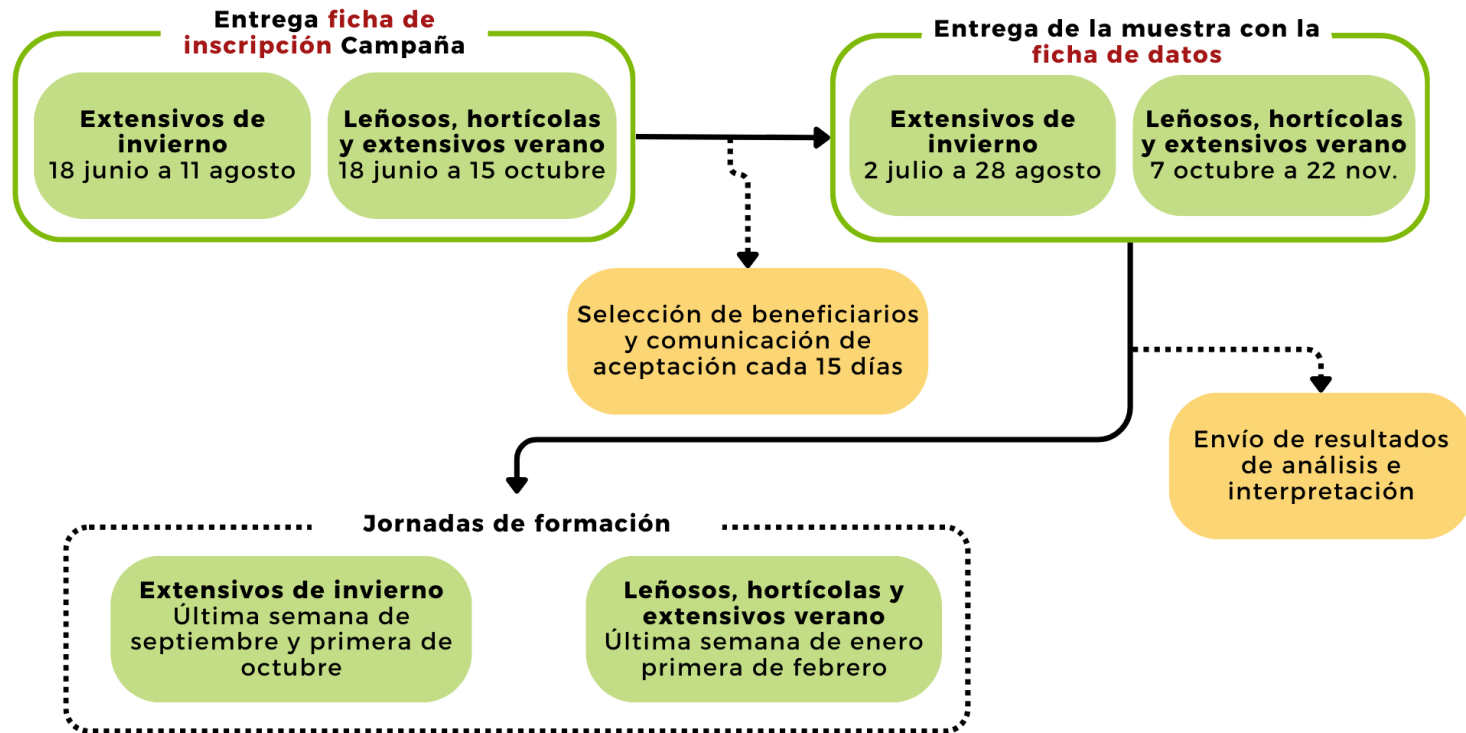 Entrega ficha de
inscripción Campaña
Extensivos de
invierno
18 junio a 11 agosto
Leñosos, hortícolas
y extensivos verano
18 junio a 15 octubre
Entrega de la muestra con la
ficha de datos
Extensivos de
invierno
2 julio a 28 agosto
Leñosos, hortícolas
y extensivos verano
7 octubre a 22 nov.
Selección de beneficiarios
y comunicación de
aceptación cada 15 días
Envío de resultados
de análisis e
interpretación
Jornadas de formación
Extensivos de invierno
Última semana de
septiembre y primera de
octubre
Leñosos, hortícolas y
extensivos verano
Última semana de enero
primera de febrero